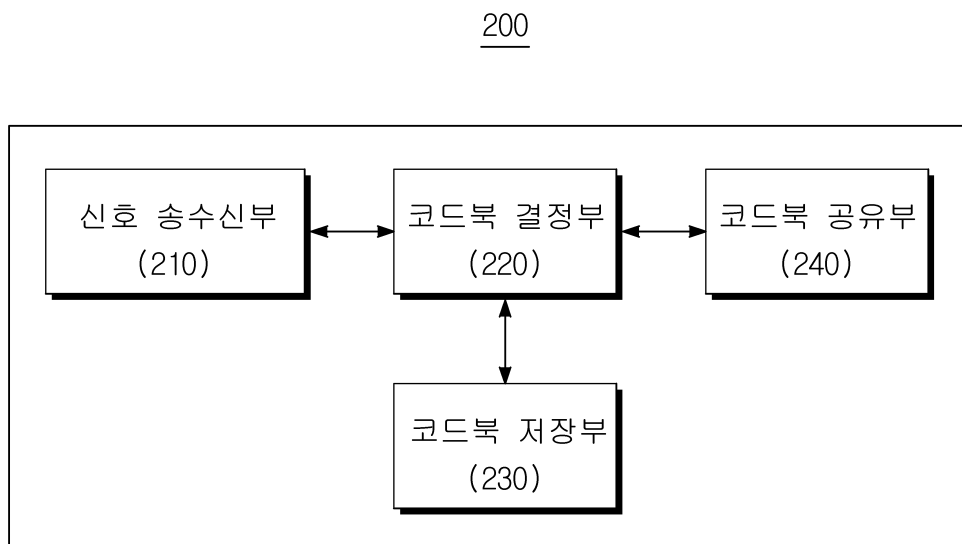 200
신호 송수신부
(210)
코드북 결정부
(220)
코드북 공유부
(240)
코드북 저장부
(230)